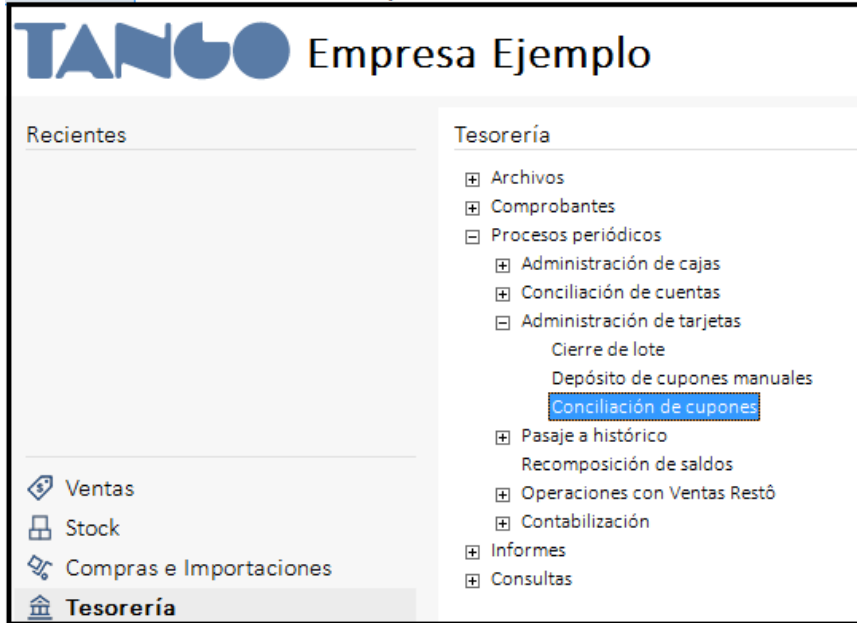 TANGO Empresa Ejemplo
Recientes
Ventas
Stock
Compras e Importaciones
Tesorería
Tesorería
Archivos
Comprobantes
Procesos periódicos
Administración de cajas
Conciliación de cuentas
Administración de tarjetas
Cierre de lote
Depósito de cupones manuales
Conciliación de cupones
Pasaje a histórico
Recomposición de saldos
Operaciones con Ventas Restô
Contabilización
Informes
Consultas